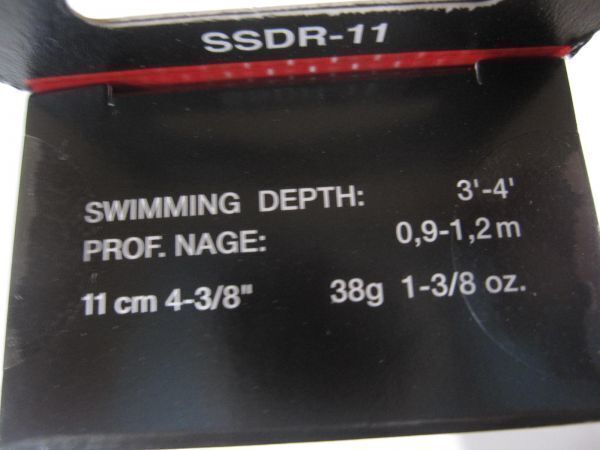 SSDR-11
SWIMMING DEPTH: 3'-4'
PROF. NAGE: 0,9-1,2 m
11 cm 4-3/8" 38g 1-3/8 oz.